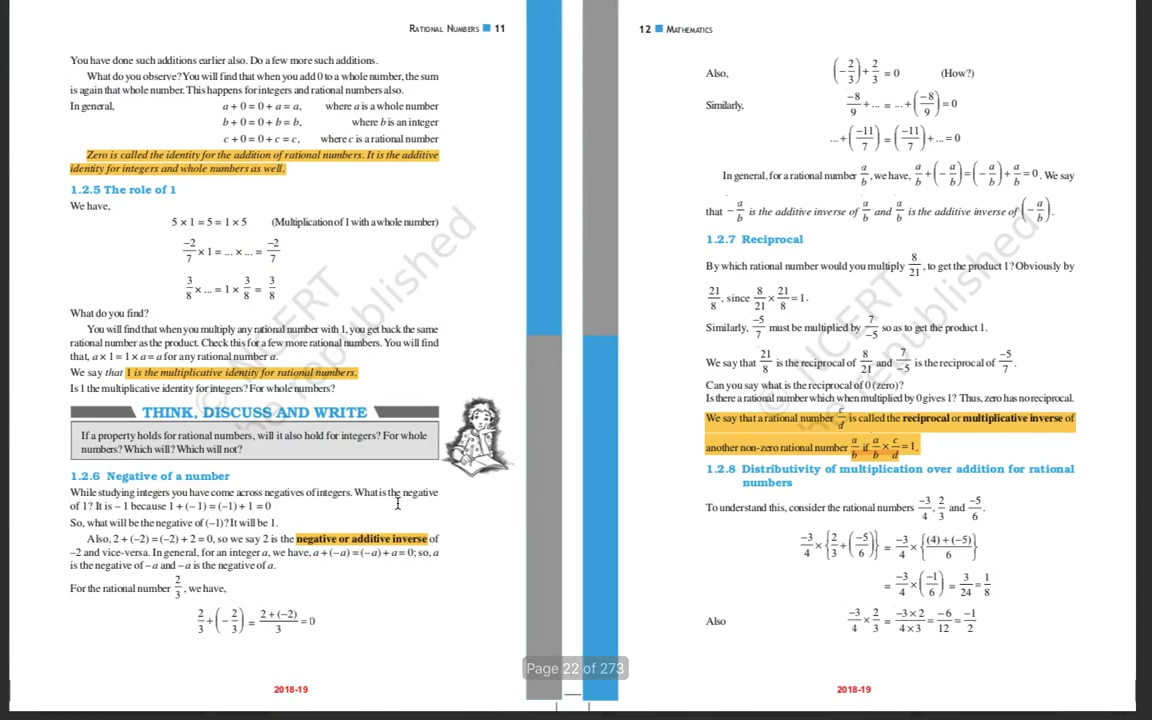 RATIONAL NUMBERS ■ 11
You have done such additions earlier also. Do a few more such additions.
What do you observe? You will find that when you add 0 to a whole number, the sum
is again that whole number. This happens for integers and rational numbers also.
In general, a + 0 = 0 + a = a, where a is a whole number
b + 0 = 0 + b = b, where b is an integer
c + 0 = 0 + c = c, where c is a rational number
Zero is called the identity for the addition of rational numbers. It is the additive
identity for integers and whole numbers as well.
1.2.5 The role of 1
We have,
5 × 1 = 5 = 1 × 5 (Multiplication of 1 with a whole number)
-2/7 × 1 = ... × ... = -2/7
3/8 × ... = 1 × 3/8 = 3/8
What do you find?
You will find that when you multiply any rational number with 1, you get back the same
rational number as the product. Check this for a few more rational numbers. You will find
that, a × 1 = 1 × a = a for any rational number a.
We say that 1 is the multiplicative identity for rational numbers.
Is 1 the multiplicative identity for integers? For whole numbers?
THINK, DISCUSS AND WRITE
If a property holds for rational numbers, will it also hold for integers? For whole
numbers? Which will? Which will not?
1.2.6 Negative of a number
While studying integers you have come across negatives of integers. What is the negative
of 1? It is – 1 because 1 + (– 1) = (–1) + 1 = 0
So, what will be the negative of (–1)? It will be 1.
Also, 2 + (–2) = (–2) + 2 = 0, so we say 2 is the negative or additive inverse of
–2 and vice-versa. In general, for an integer a, we have, a + (–a) = (–a) + a = 0; so, a
is the negative of –a and –a is the negative of a.
For the rational number 2/3, we have,
2/3 + (–2/3) = 2 + (–2)/3 = 0
2018-19
12 ■ MATHEMATICS
Also, (–2/3) + 2/3 = 0 (How?)
Similarly, -8/9 + ... = ... + (-8/9) = 0
... + (-11/7) = (-11/7) + ... = 0
In general, for a rational number a/b, we have, a/b + (–a/b) = (–a/b) + a/b = 0. We say
that –a/b is the additive inverse of a/b and a/b is the additive inverse of (–a/b).
1.2.7 Reciprocal
By which rational number would you multiply 8/21, to get the product 1? Obviously by
21/8, since 8/21 × 21/8 = 1.
Similarly, -5/7 must be multiplied by 7/-5 so as to get the product 1.
We say that 21/8 is the reciprocal of 8/21 and 7/-5 is the reciprocal of -5/7.
Can you say what is the reciprocal of 0 (zero)?
Is there a rational number which when multiplied by 0 gives 1? Thus, zero has no reciprocal.
We say that a rational number c/d is called the reciprocal or multiplicative inverse of
another non-zero rational number a/b if a/b × c/d = 1.
1.2.8 Distributivity of multiplication over addition for rational
numbers
To understand this, consider the rational numbers -3/4, 2/3 and -5/6.
-3/4 × {2/3 + (-5/6)} = -3/4 × {(4) + (-5)/6}
= -3/4 × (-1/6) = 3/24 = 1/8
Also -3/4 × 2/3 = -3 × 2/4 × 3 = -6/12 = -1/2
2018-19
© NCERT
be republished
© NCERT
be republished
Page 22 of 273